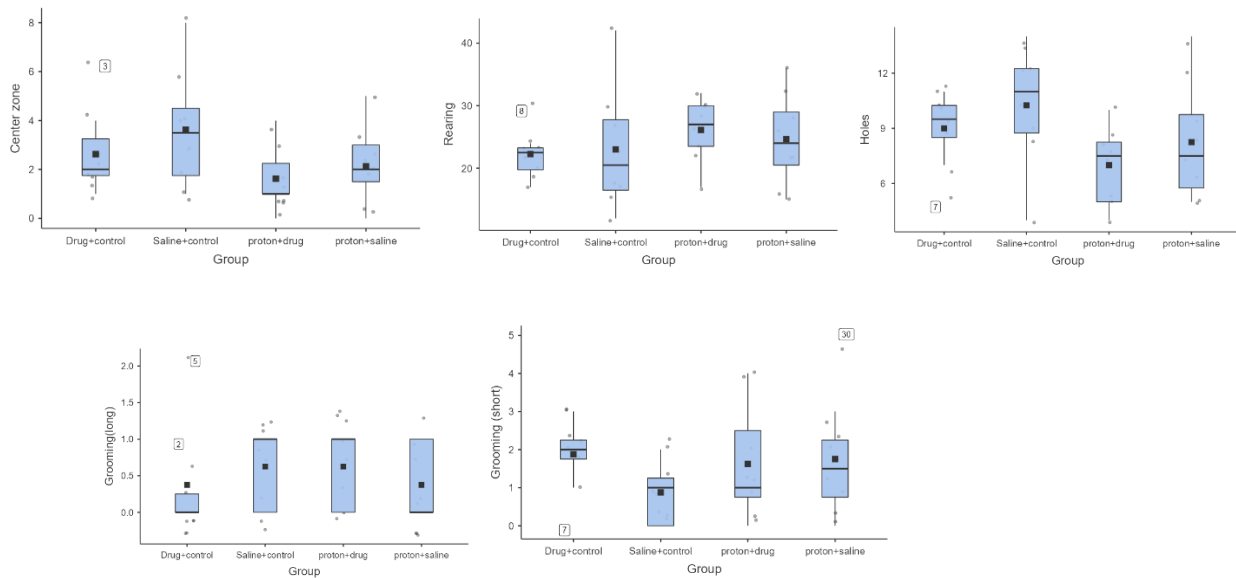 Center zone
8
6
4
2
0
3
Drug+control Saline+control proton+drug proton+saline
Group
Rearing
40
30
20
10
8
Drug+control Saline+control proton+drug proton+saline
Group
Holes
12
9
6
7
Drug+control Saline+control proton+drug proton+saline
Group
Grooming(long)
2.0
1.5
1.0
0.5
0.0
5
2
Drug+control Saline+control proton+drug proton+saline
Group
Grooming (short)
5
4
3
2
1
0
30
7
Drug+control Saline+control proton+drug proton+saline
Group